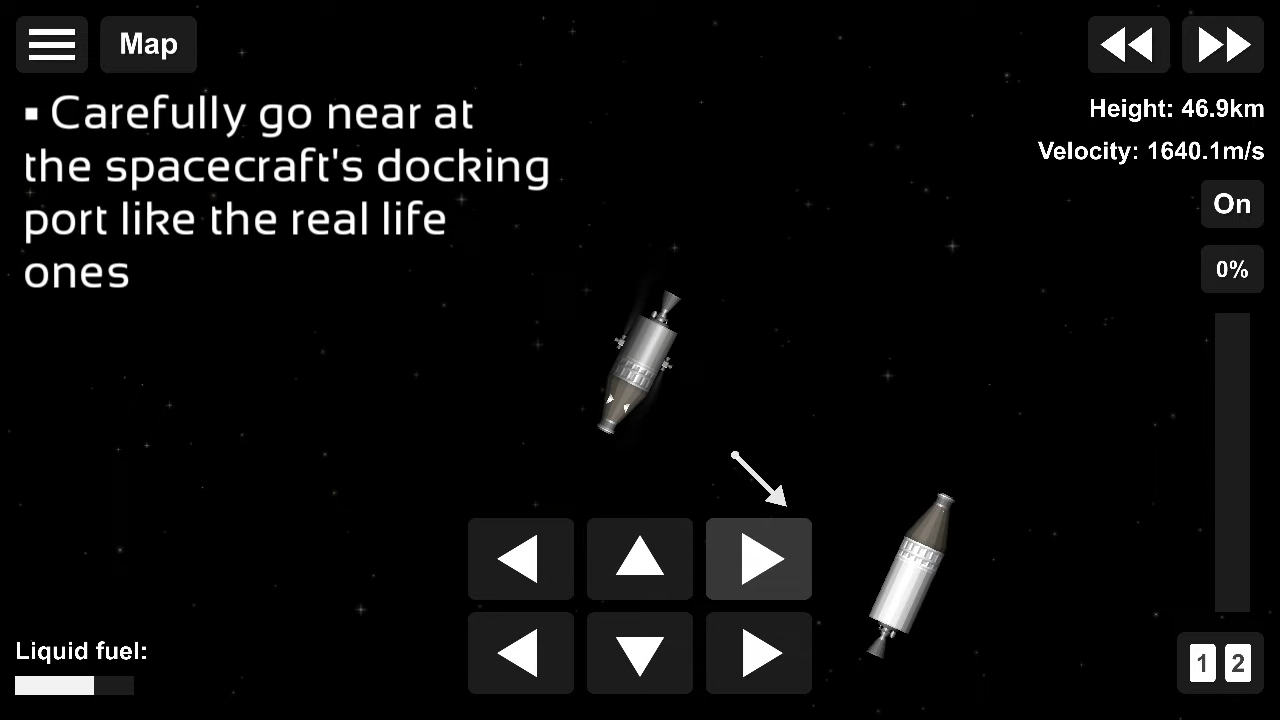 Map
▪ Carefully go near at
the spacecraft's docking
port like the real life
ones
Height: 46.9km
Velocity: 1640.1m/s
On
0%
Liquid fuel:
1 2